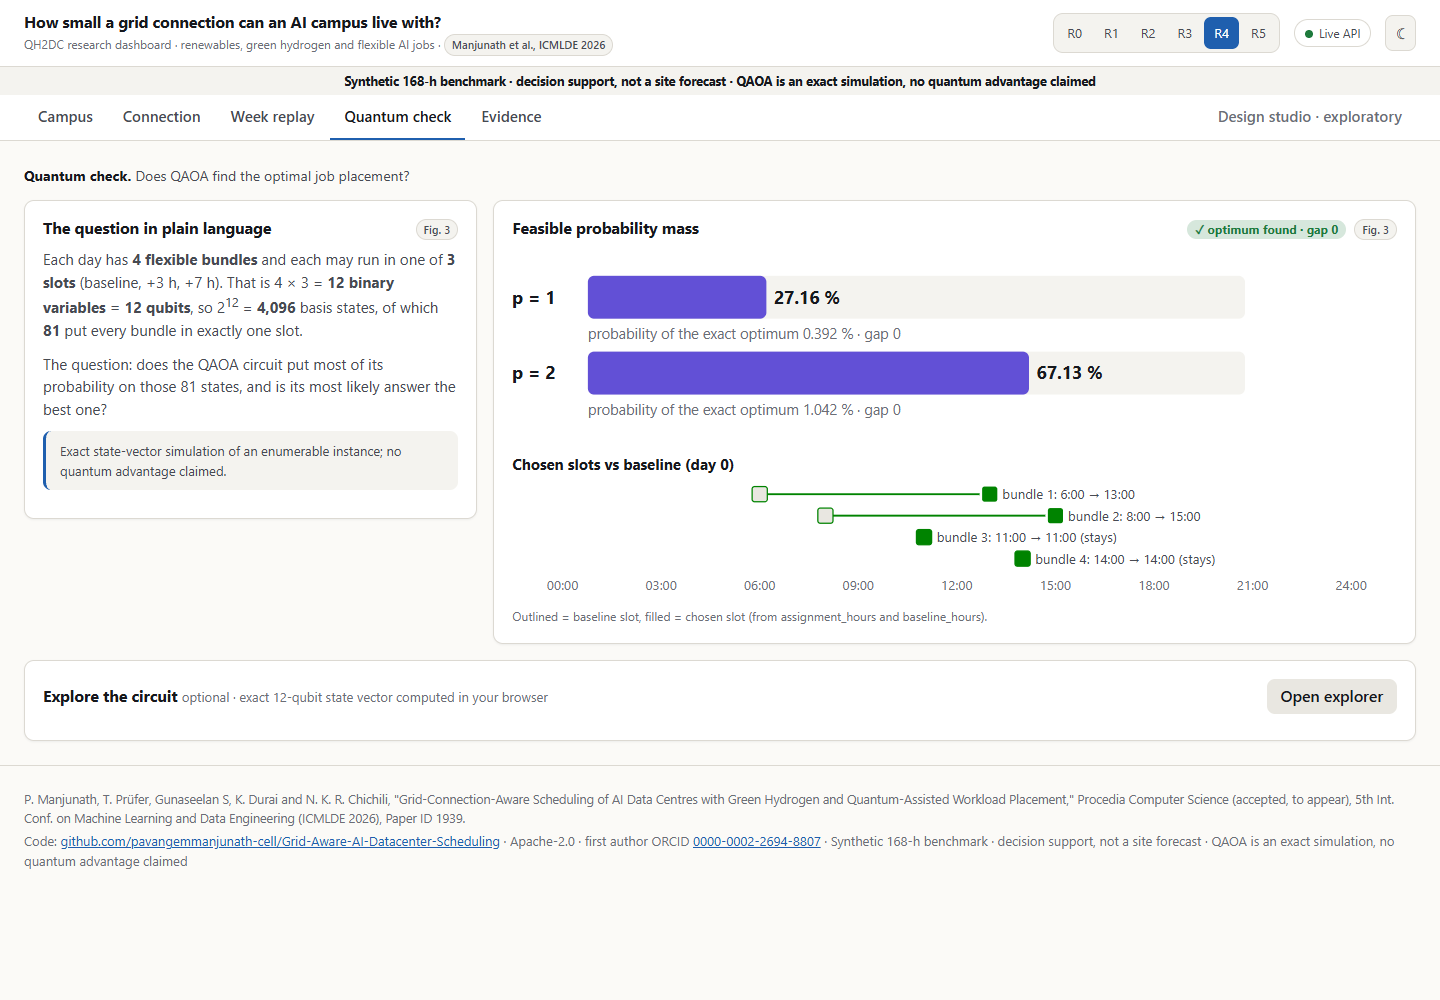 How small a grid connection can an AI campus live with?
QH2DC research dashboard · renewables, green hydrogen and flexible AI jobs · Manjunath et al., ICMLDE 2026
R0 R1 R2 R3 R4 R5
Live API
Synthetic 168-h benchmark · decision support, not a site forecast · QAOA is an exact simulation, no quantum advantage claimed
Campus Connection Week replay Quantum check Evidence Design studio · exploratory
Quantum check. Does QAOA find the optimal job placement?
The question in plain language Fig. 3
Each day has 4 flexible bundles and each may run in one of 3
slots (baseline, +3 h, +7 h). That is 4 × 3 = 12 binary
variables = 12 qubits, so 2¹² = 4,096 basis states, of which
81 put every bundle in exactly one slot.
The question: does the QAOA circuit put most of its
probability on those 81 states, and is its most likely answer the
best one?
Exact state-vector simulation of an enumerable instance; no
quantum advantage claimed.
Feasible probability mass ✓ optimum found · gap 0 Fig. 3
p = 1 27.16 %
probability of the exact optimum 0.392 % · gap 0
p = 2 67.13 %
probability of the exact optimum 1.042 % · gap 0
Chosen slots vs baseline (day 0)
bundle 1: 6:00 → 13:00
bundle 2: 8:00 → 15:00
bundle 3: 11:00 → 11:00 (stays)
bundle 4: 14:00 → 14:00 (stays)
00:00 03:00 06:00 09:00 12:00 15:00 18:00 21:00 24:00
Outlined = baseline slot, filled = chosen slot (from assignment_hours and baseline_hours).
Explore the circuit optional · exact 12-qubit state vector computed in your browser Open explorer
P. Manjunath, T. Prüfer, Gunaseelan S, K. Durai and N. K. R. Chichili, "Grid-Connection-Aware Scheduling of AI Data Centres with Green Hydrogen and Quantum-Assisted Workload Placement," Procedia Computer Science (accepted, to appear), 5th Int.
Conf. on Machine Learning and Data Engineering (ICMLDE 2026), Paper ID 1939.
Code: github.com/pavangemmanjunath-cell/Grid-Aware-AI-Datacenter-Scheduling · Apache-2.0 · first author ORCID 0000-0002-2694-8807 · Synthetic 168-h benchmark · decision support, not a site forecast · QAOA is an exact simulation, no
quantum advantage claimed